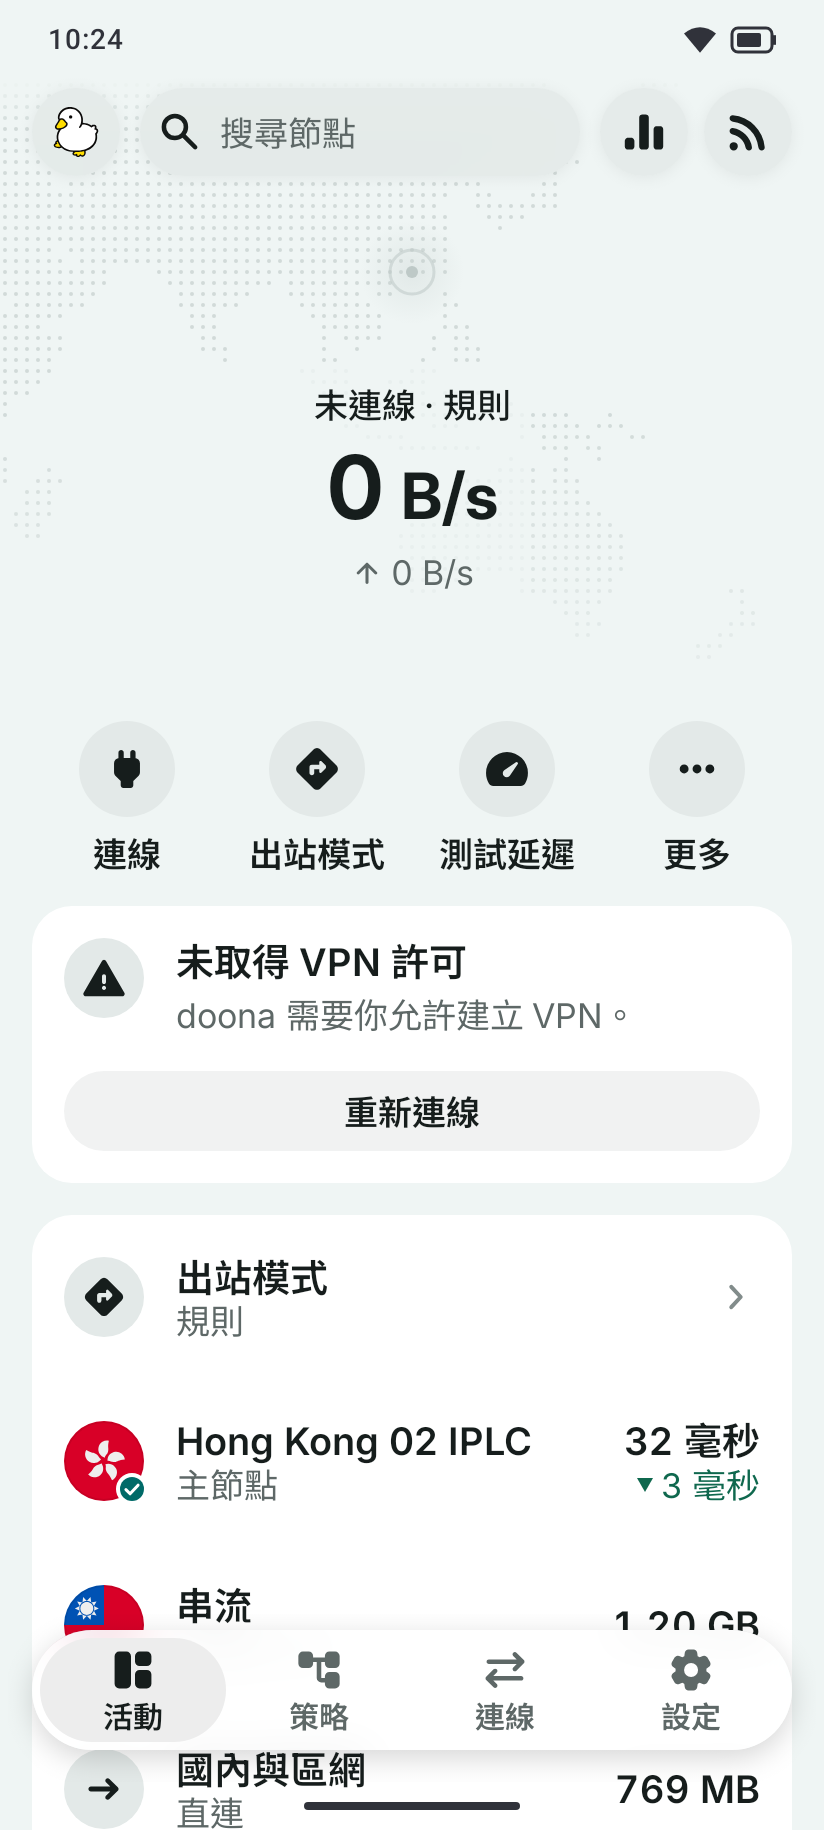 10:24
搜尋節點
未連線 · 規則
0 B/s
↑ 0 B/s
連線
出站模式
測試延遲
更多
未取得 VPN 許可
doona 需要你允許建立 VPN。
重新連線
出站模式
規則
Hong Kong 02 IPLC
32 毫秒
主節點
▼3 毫秒
串流
1.20 GB
活動
策略
連線
設定
國內與區網
769 MB
直連